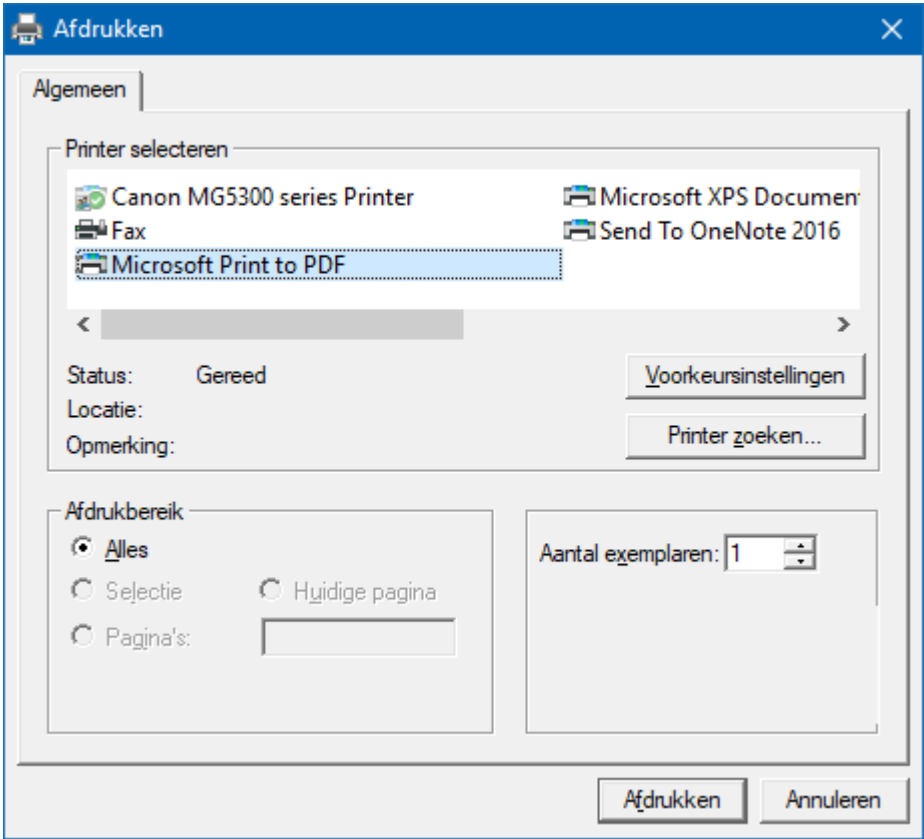 Afdrukken
Algemeen
Printer selecteren
Canon MG5300 series Printer
Fax
Microsoft Print to PDF
Microsoft XPS Documen
Send To OneNote 2016
Status: Gereed
Locatie:
Opmerking:
Voorkeursinstellingen
Printer zoeken...
Afdrukbereik
Alles
Selectie Huidige pagina
Pagina's:
Aantal exemplaren: 1
Afdrukken Annuleren